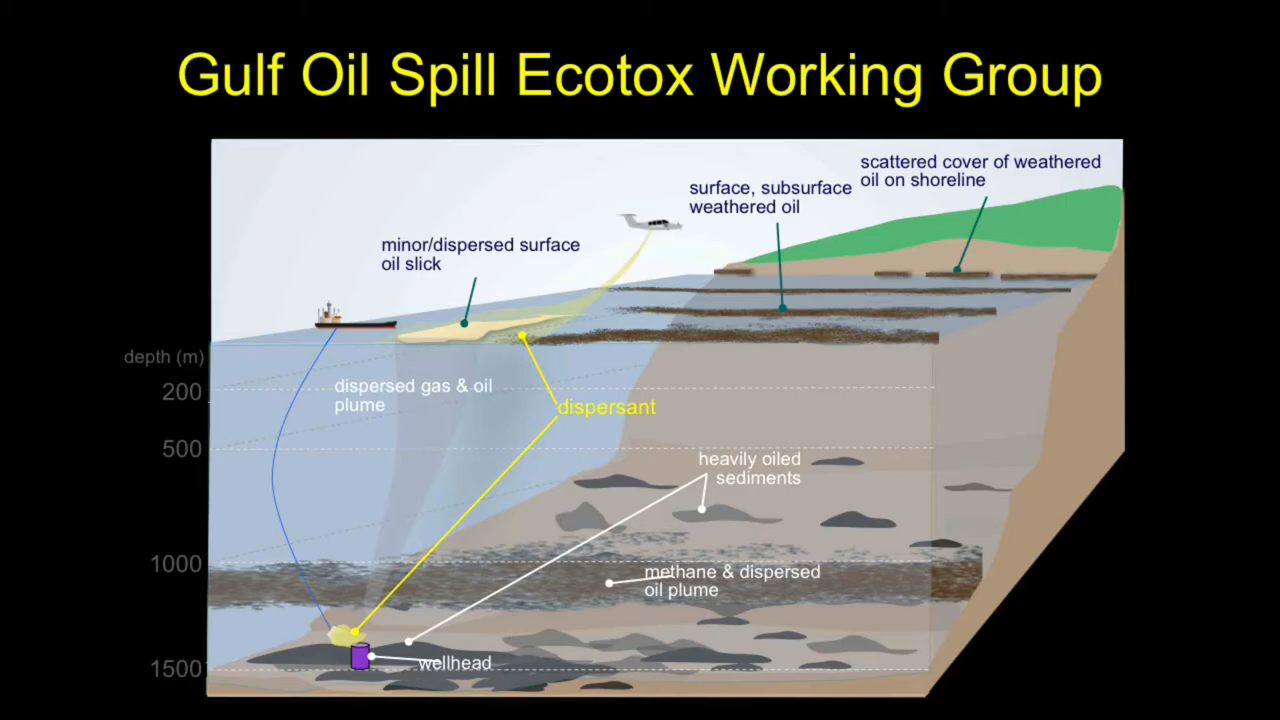 Gulf Oil Spill Ecotox Working Group
scattered cover of weathered
oil on shoreline
surface, subsurface
weathered oil
minor/dispersed surface
oil slick
depth (m)
200
dispersed gas & oil
plume
dispersant
500
heavily oiled
sediments
1000
methane & dispersed
oil plume
wellhead
1500